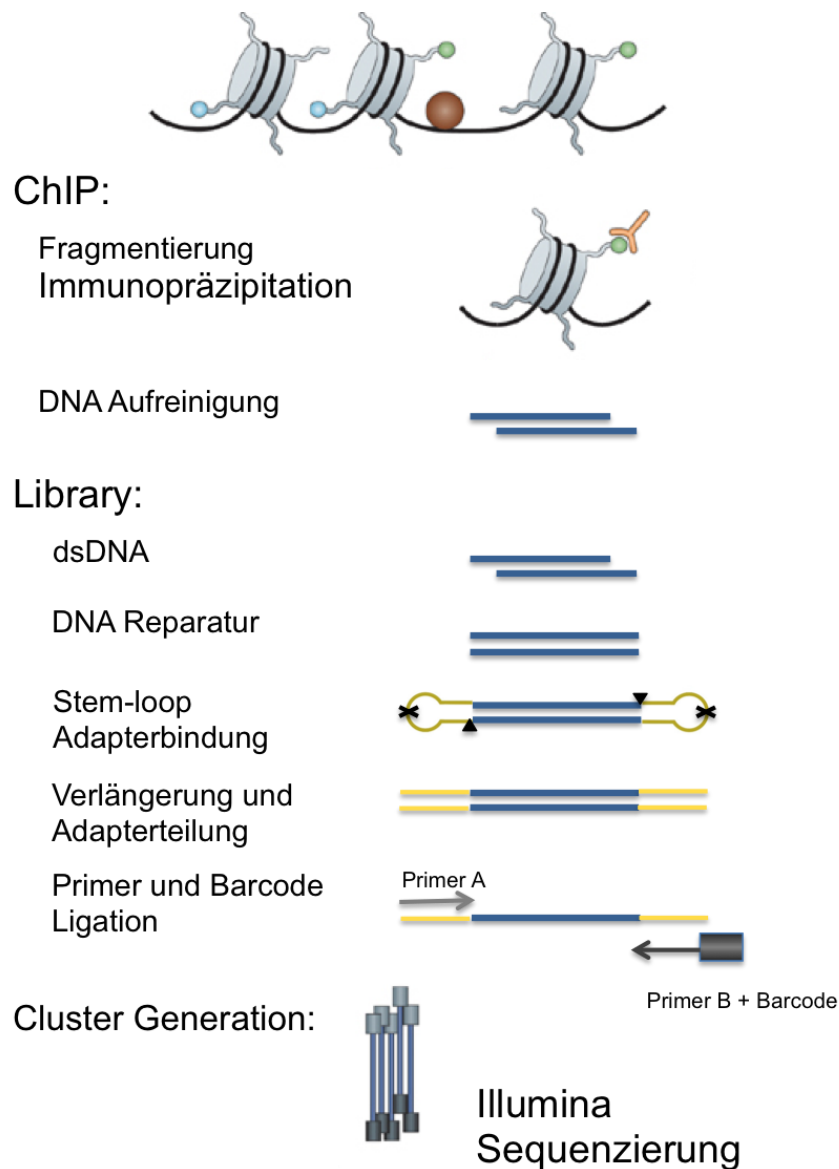 ChIP:
Fragmentierung
Immunopräzipitation
DNA Aufreinigung
Library:
dsDNA
DNA Reparatur
Stem-loop
Adapterbindung
Verlängerung und
Adapterteilung
Primer und Barcode
Ligation
Primer A
Primer B + Barcode
Cluster Generation:
Illumina
Sequenzierung